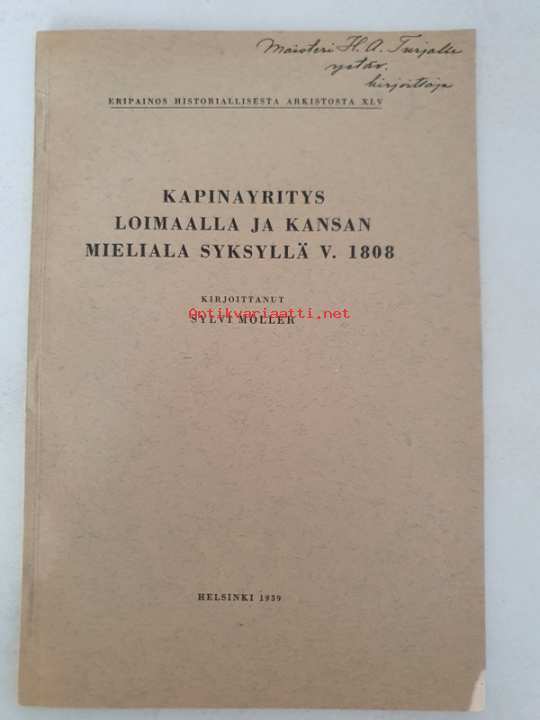 Maisteri H. A. Turjalle
ystäv.
kirjoittaja
ERIPAINOS HISTORIALLISESTA ARKISTOSTA XLV
KAPINAYRITYS
LOIMAALLA JA KANSAN
MIELIALA SYKSYLLÄ V. 1808
KIRJOITTANUT
Antikvariaatti.net
SYLVI MÖLLER
HELSINKI 1939